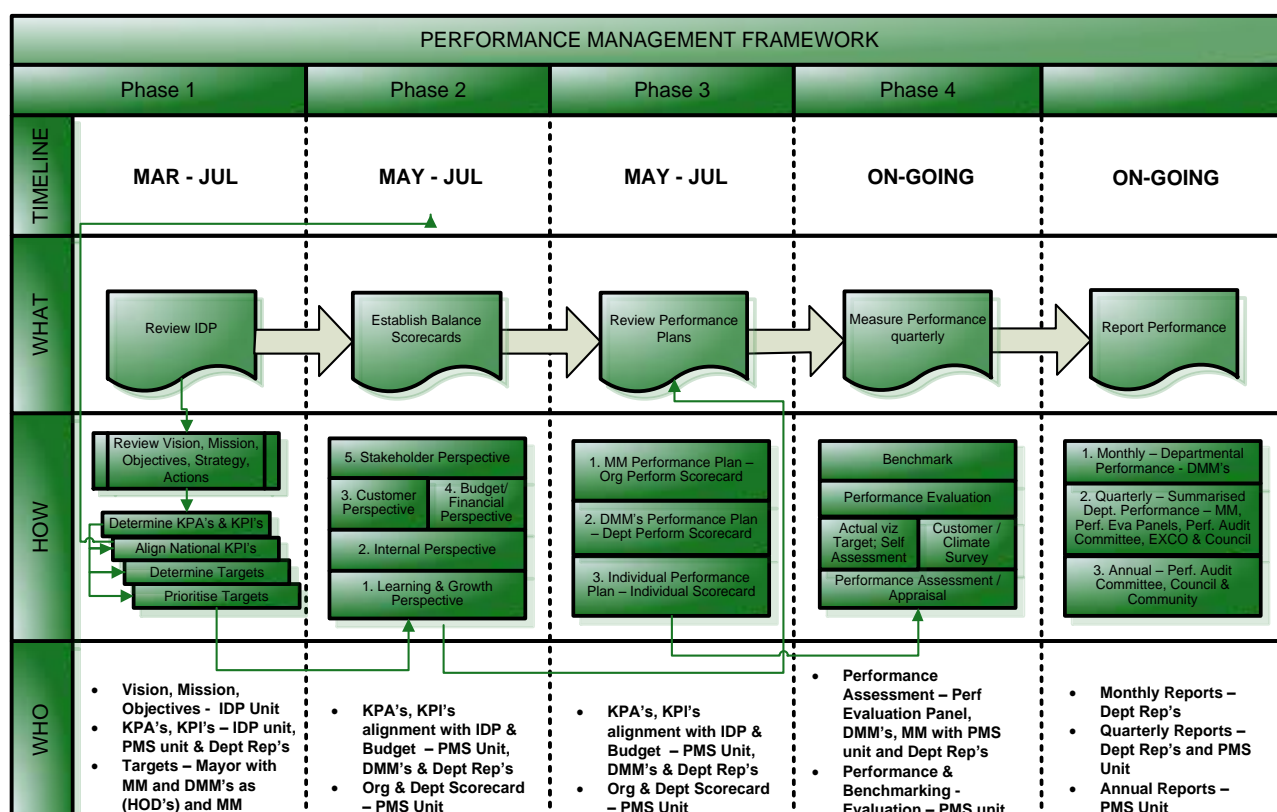 PERFORMANCE MANAGEMENT FRAMEWORK
Phase 1
Phase 2
Phase 3
Phase 4
TIMELINE
MAR - JUL
MAY - JUL
MAY - JUL
ON-GOING
ON-GOING
WHAT
Review IDP
Establish Balance
Scorecards
Review Performance
Plans
Measure Performance
quarterly
Report Performance
HOW
Review Vision, Mission,
Objectives, Strategy,
Actions
Determine KPA's & KPI's
Align National KPI's
Determine Targets
Prioritise Targets
5. Stakeholder Perspective
3. Customer
Perspective
4. Budget/
Financial
Perspective
2. Internal Perspective
1. Learning & Growth
Perspective
1. MM Performance Plan –
Org Perform Scorecard
2. DMM's Performance Plan
– Dept Perform Scorecard
3. Individual Performance
Plan – Individual Scorecard
Benchmark
Performance Evaluation
Actual viz
Target; Self
Assessment
Customer /
Climate
Survey
Performance Assessment /
Appraisal
1. Monthly – Departmental
Performance - DMM's
2. Quarterly – Summarised
Dept. Performance – MM,
Perf. Eva Panels, Perf. Audit
Committee, EXCO & Council
3. Annual – Perf. Audit
Committee, Council &
Community
WHO
• Vision, Mission,
Objectives - IDP Unit
• KPA's, KPI's – IDP unit,
PMS unit & Dept Rep's
• Targets – Mayor with
MM and DMM's as
(HOD's) and MM
• KPA's, KPI's
alignment with IDP &
Budget – PMS Unit,
DMM's & Dept Rep's
• Org & Dept Scorecard
– PMS Unit
• KPA's, KPI's
alignment with IDP &
Budget – PMS Unit,
DMM's & Dept Rep's
• Org & Dept Scorecard
– PMS Unit
• Performance
Assessment – Perf
Evaluation Panel,
DMM's, MM with PMS
unit and Dept Rep's
• Performance &
Benchmarking -
Evaluation – PMS unit
• Monthly Reports –
Dept Rep's
• Quarterly Reports –
Dept Rep's and PMS
Unit
• Annual Reports –
PMS Unit